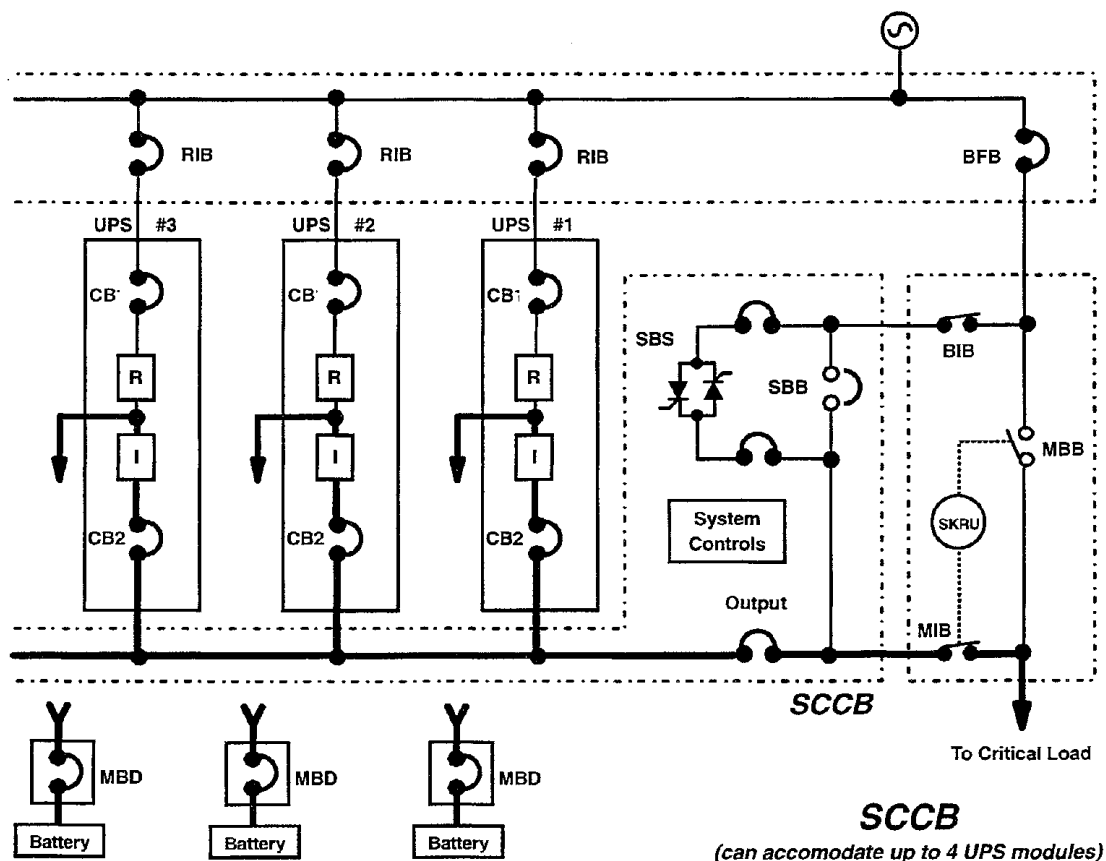 RIB RIB RIB BFB
UPS #3 UPS #2 UPS #1
CB' CB' CB1
SBS
BIB
SBB
R R R
MBB
I I I
System
Controls
SKRU
CB2 CB2 CB2
Output
MIB
SCCB
To Critical Load
MBD MBD MBD
Battery Battery Battery
SCCB
(can accomodate up to 4 UPS modules)